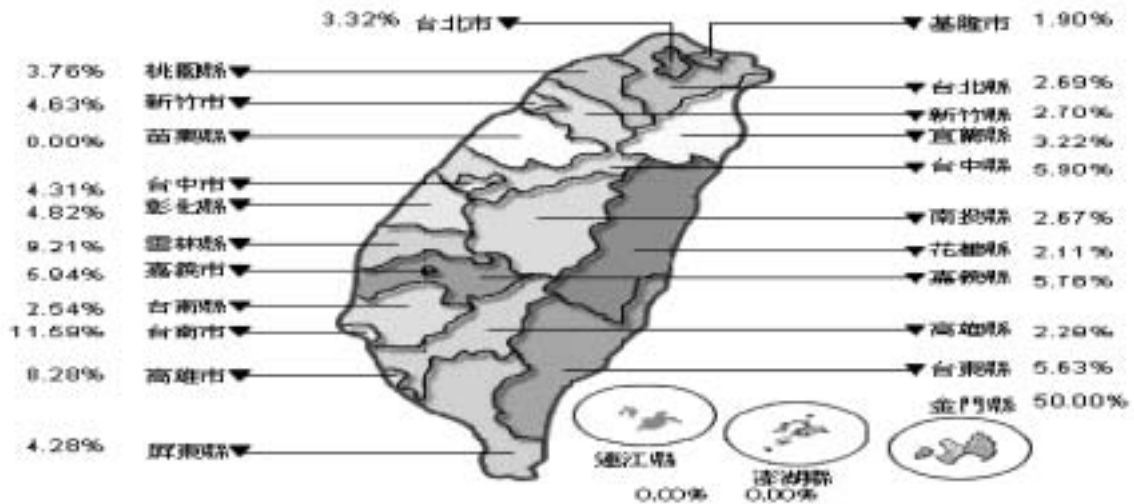 3.32% 台北市▼
▼基隆市 1.90%
3.76% 桃園縣▼
▼台北縣 2.69%
4.63% 新竹市▼
▼新竹縣 2.70%
0.00% 苗栗縣▼
▼宜蘭縣 3.22%
▼台中縣 5.90%
4.31% 台中市▼
4.82% 彰化縣▼
▼南投縣 2.67%
9.21% 雲林縣▼
▼花蓮縣 2.11%
嘉義市▼
▼嘉義縣 5.76%
2.54% 台南縣▼
11.59% 台南市▼
▼高雄縣 2.28%
8.28% 高雄市▼
▼台東縣 5.63%
金門縣 50.00%
4.28% 屏東縣▼
連江縣
澎湖縣
0.00% 0.00%